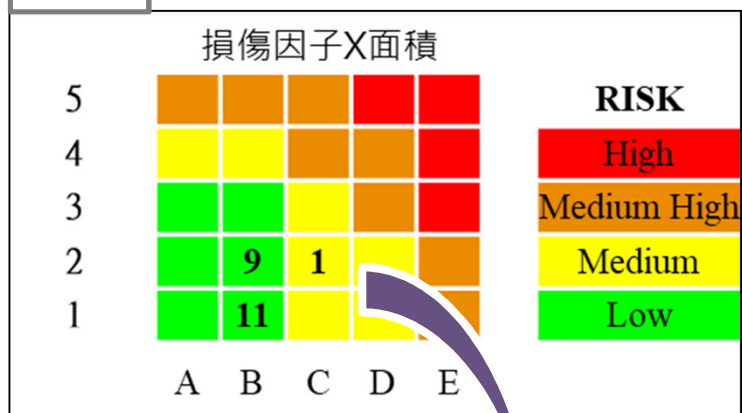 損傷因子X面積
5
RISK
4
High
3
Medium High
2 9 1
Medium
1 11
Low
A B C D E